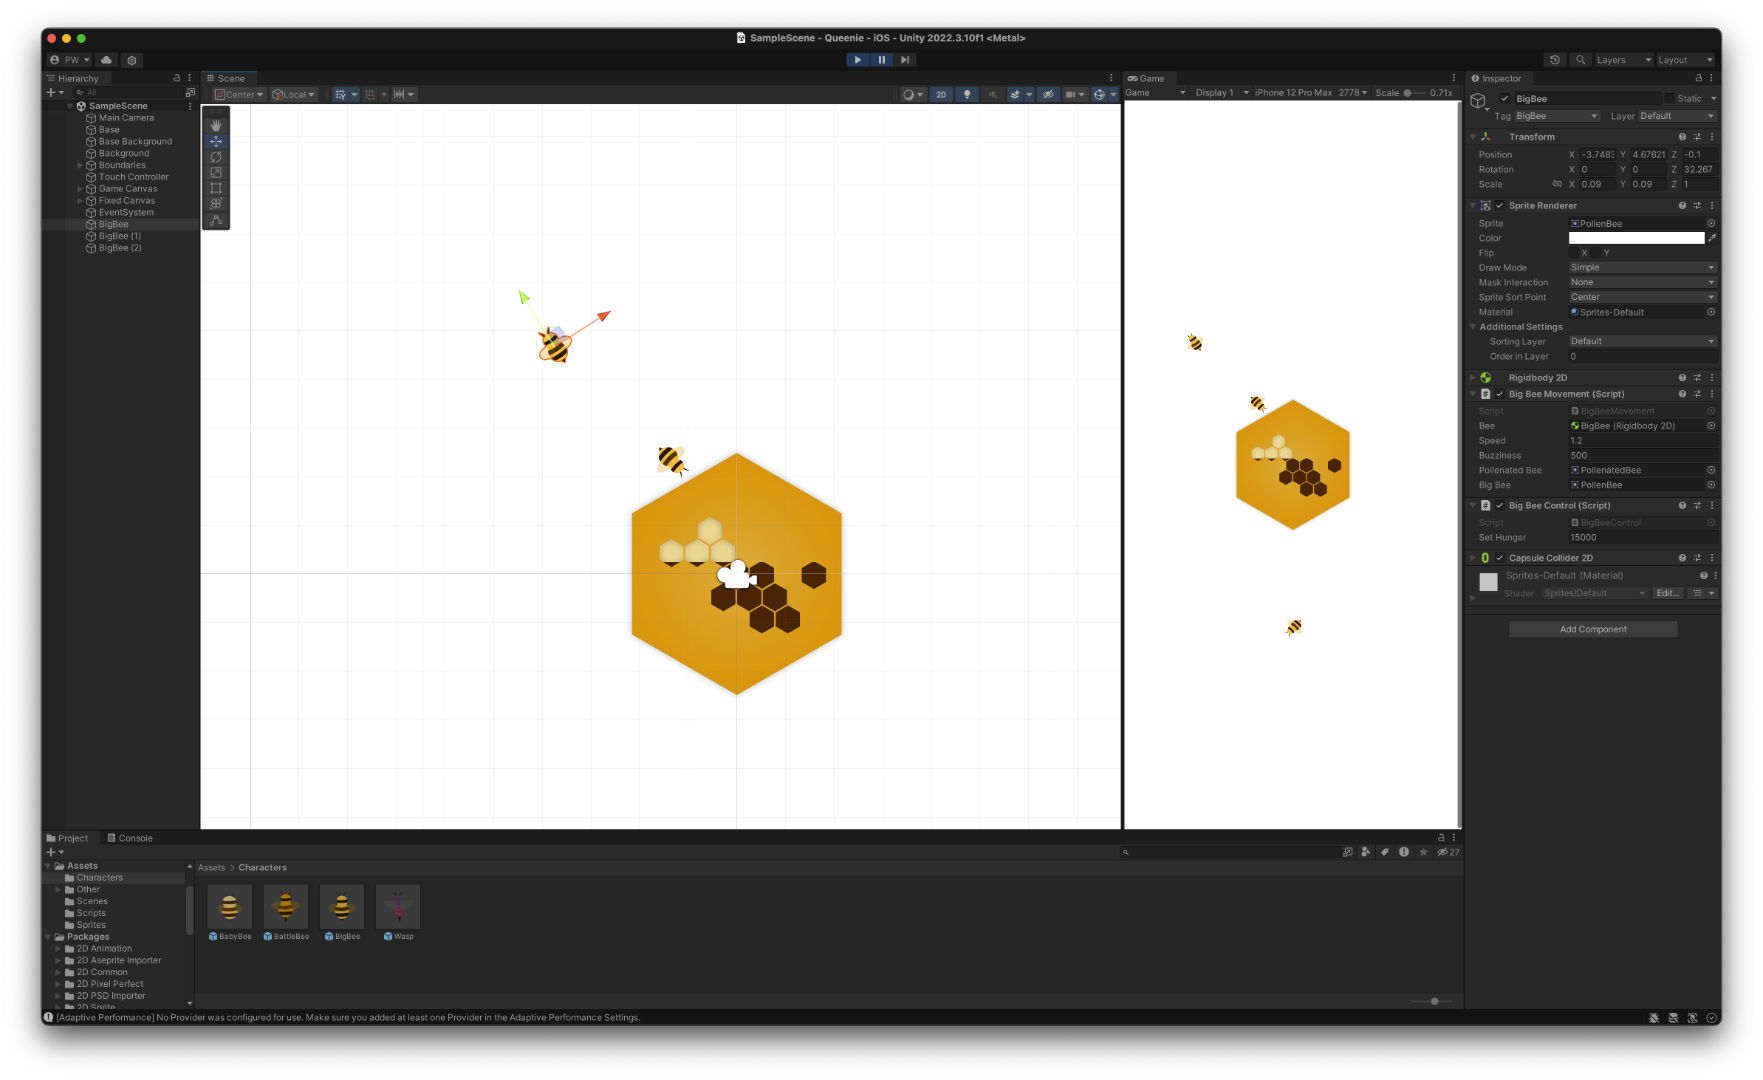 SampleScene - Queenie - iOS - Unity 2022.3.10f1 <Metal>
PW
Layers
Layout
Hierarchy
All
SampleScene
Main Camera
Base
Base Background
Background
Boundaries
Touch Controller
Game Canvas
Fixed Canvas
EventSystem
BigBee
BigBee (1)
BigBee (2)
Scene
Center
Local
2D
Game
Game
Display 1
iPhone 12 Pro Max
2778
Scale
0.71x
Inspector
BigBee
Static
Tag
BigBee
Layer
Default
Transform
Position
X
-3.7483
Y
4.67621
Z
-0.1
Rotation
X
0
Y
0
Z
32.267
Scale
X
0.09
Y
0.09
Z
1
Sprite Renderer
Sprite
PollenBee
Color
Flip
X
Y
Draw Mode
Simple
Mask Interaction
None
Sprite Sort Point
Center
Material
Sprites-Default
Additional Settings
Sorting Layer
Default
Order in Layer
0
Rigidbody 2D
Big Bee Movement (Script)
Script
BigBeeMovement
Bee
BigBee (Rigidbody 2D)
Speed
1.2
Buzziness
500
Pollenated Bee
PollenatedBee
Big Bee
PollenBee
Big Bee Control (Script)
Script
BigBeeControl
Set Hunger
15000
Capsule Collider 2D
Sprites-Default (Material)
Shader
Sprites/Default
Edit...
Add Component
Project
Console
27
Assets
Characters
Other
Scenes
Scripts
Sprites
Packages
2D Animation
2D Aseprite Importer
2D Common
2D Pixel Perfect
2D PSD Importer
2D Sprite
Assets > Characters
BabyBee
BattleBee
BigBee
Wasp
[Adaptive Performance] No Provider was configured for use. Make sure you added at least one Provider in the Adaptive Performance Settings.